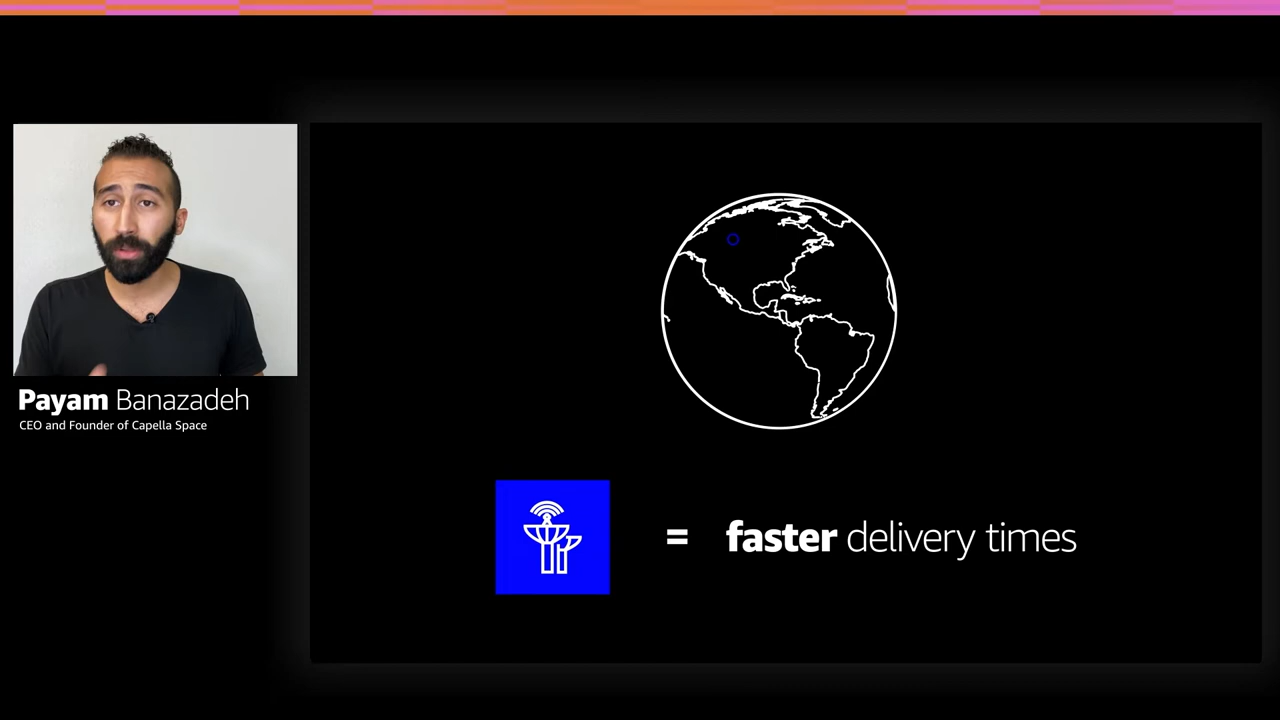 Payam Banazadeh
CEO and Founder of Capella Space
= faster delivery times